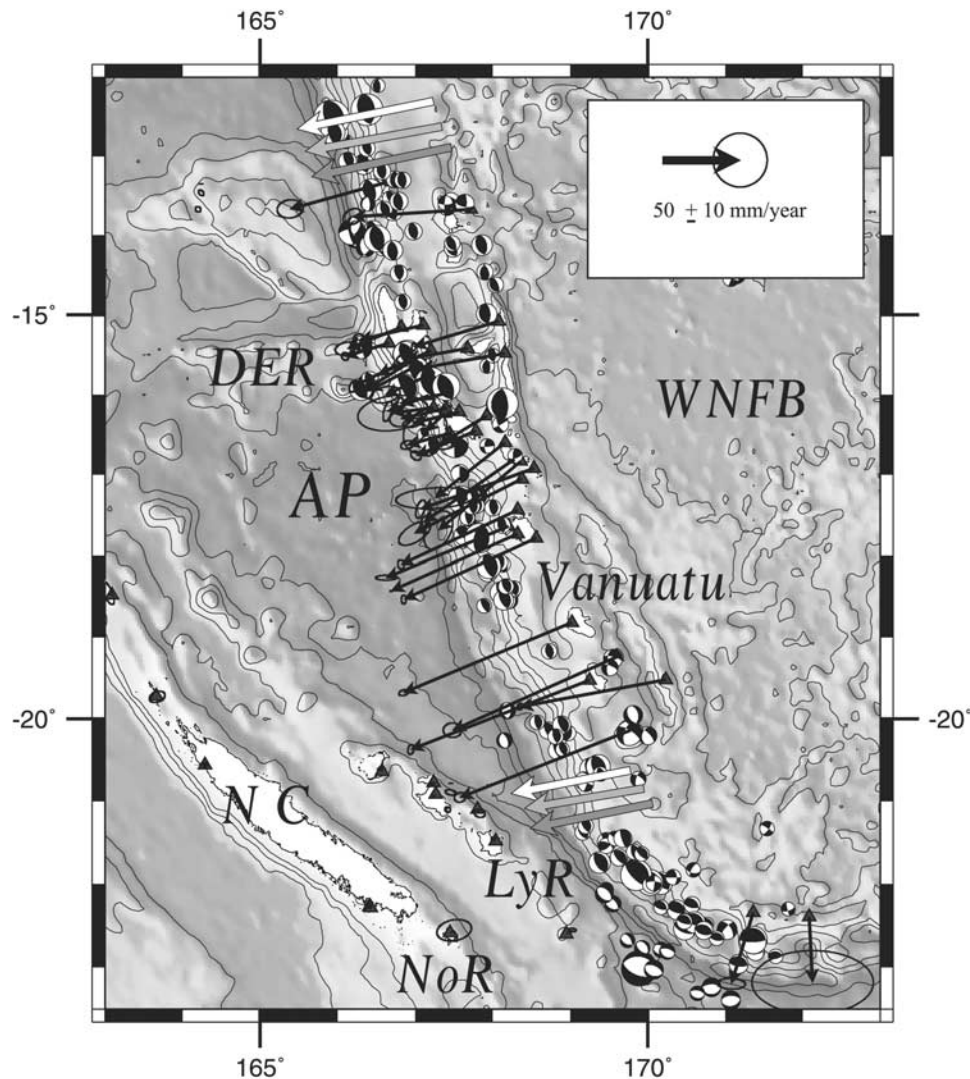 165° 170°
50 ± 10 mm/year
-15° -15°
DER
WNFB
AP
Vanuatu
-20° -20°
N C
LyR
NoR
165° 170°